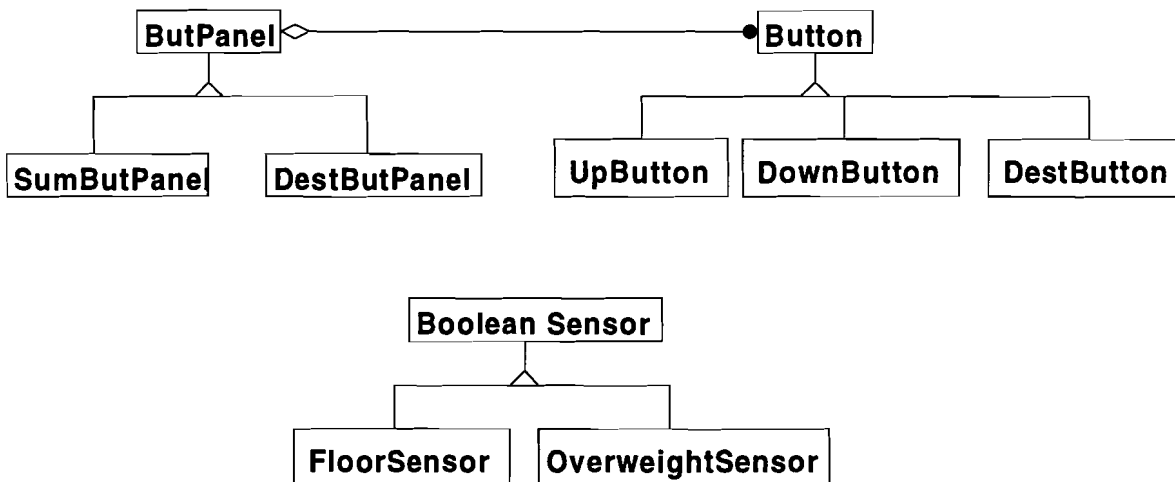 ButPanel
Button
SumButPanel
DestButPanel
UpButton
DownButton
DestButton
Boolean Sensor
FloorSensor
OverweightSensor